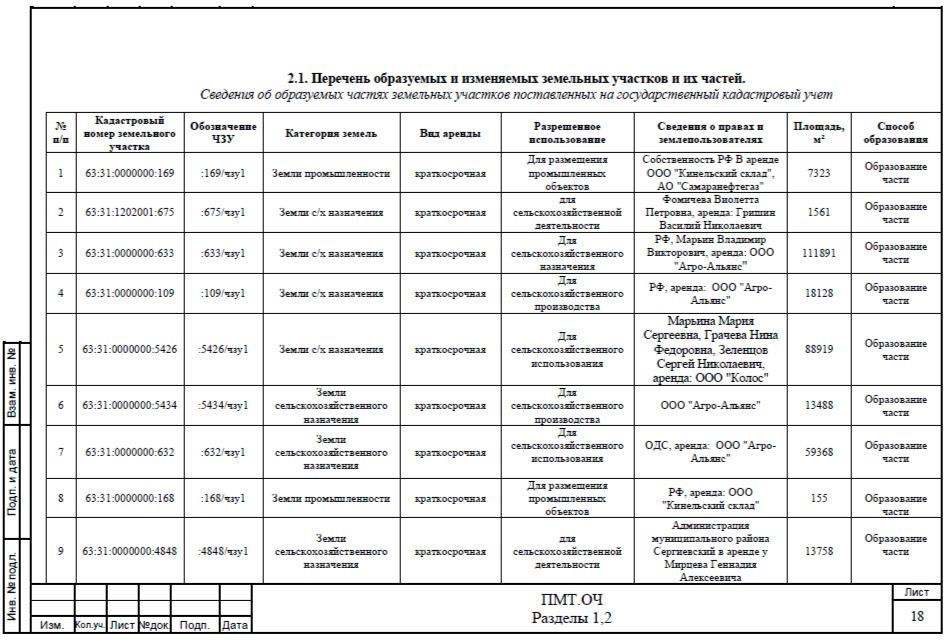 2.1. Перечень образуемых и изменяемых земельных участков и их частей.
Сведения об образуемых частях земельных участков поставленных на государственный кадастровый учет
№ п/п | Кадастровый номер земельного участка | Обозначение ЧЗУ | Категория земель | Вид аренды | Разрешенное использование | Сведения о правах и землепользователях | Площадь, м² | Способ образования
1 | 63:31:0000000:169 | :169/чзу1 | Земли промышленности | краткосрочная | Для размещения промышленных объектов | Собственность РФ В аренде ООО "Кинельский склад", АО "Самаранефтегаз" | 7323 | Образование части
2 | 63:31:1202001:675 | :675/чзу1 | Земли с/х назначения | краткосрочная | для сельскохозяйственной деятельности | Фомичева Виолетта Петровна, аренда: Гришин Василий Николаевич | 1561 | Образование части
3 | 63:31:0000000:633 | :633/чзу1 | Земли с/х назначения | краткосрочная | Для сельскохозяйственного назначения | РФ, Марьин Владимир Викторович, аренда: ООО "Агро-Альянс" | 111891 | Образование части
4 | 63:31:0000000:109 | :109/чзу1 | Земли с/х назначения | краткосрочная | Для сельскохозяйственного производства | РФ, аренда: ООО "Агро-Альянс" | 18128 | Образование части
5 | 63:31:0000000:5426 | :5426/чзу1 | Земли с/х назначения | краткосрочная | Для сельскохозяйственного использования | Марьина Мария Сергеевна, Грачева Нина Федоровна, Зеленцов Сергей Николаевич, аренда: ООО "Колос" | 88919 | Образование части
6 | 63:31:0000000:5434 | :5434/чзу1 | Земли сельскохозяйственного назначения | краткосрочная | Для сельскохозяйственного производства | ООО "Агро-Альянс" | 13488 | Образование части
7 | 63:31:0000000:632 | :632/чзу1 | Земли сельскохозяйственного назначения | краткосрочная | Для сельскохозяйственного использования | ОДС, аренда: ООО "Агро-Альянс" | 59368 | Образование части
8 | 63:31:0000000:168 | :168/чзу1 | Земли промышленности | краткосрочная | Для размещения промышленных объектов | РФ, аренда: ООО "Кинельский склад" | 155 | Образование части
9 | 63:31:0000000:4848 | :4848/чзу1 | Земли сельскохозяйственного назначения | краткосрочная | для сельскохозяйственной деятельности | Администрация муниципального района Сергиевский в аренде у Мирцева Геннадия Алексеевича | 13758 | Образование части
Взам. инв. №
Подп. и дата
Инв. № подл.
Изм. Кол.уч. Лист №док. Подп. Дата
ПМТ.ОЧ
Разделы 1,2
Лист
18